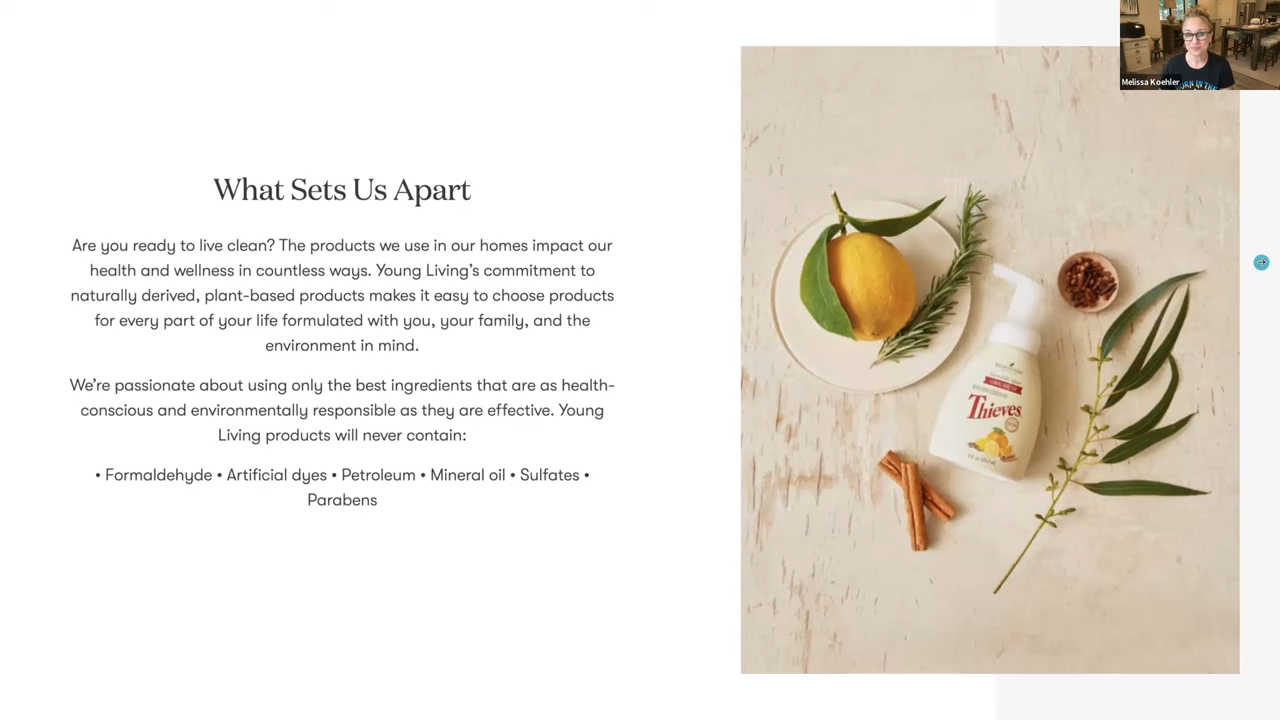 Melissa Koehler
What Sets Us Apart
Are you ready to live clean? The products we use in our homes impact our
health and wellness in countless ways. Young Living’s commitment to
naturally derived, plant-based products makes it easy to choose products
for every part of your life formulated with you, your family, and the
environment in mind.
We’re passionate about using only the best ingredients that are as health-
conscious and environmentally responsible as they are effective. Young
Living products will never contain:
• Formaldehyde • Artificial dyes • Petroleum • Mineral oil • Sulfates •
Parabens
Thieves